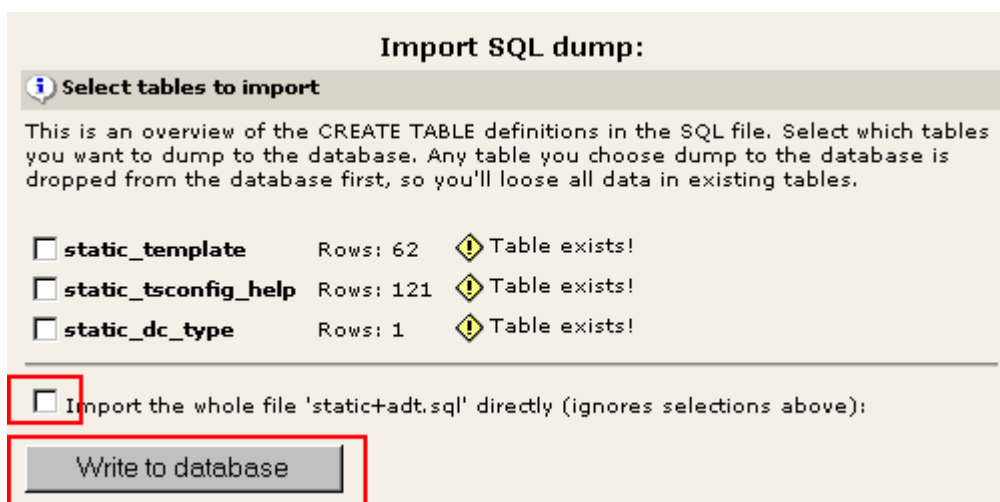 Import SQL dump:
Select tables to import
This is an overview of the CREATE TABLE definitions in the SQL file. Select which tables
you want to dump to the database. Any table you choose dump to the database is
dropped from the database first, so you'll loose all data in existing tables.
static_template Rows: 62 Table exists!
static_tsconfig_help Rows: 121 Table exists!
static_dc_type Rows: 1 Table exists!
Import the whole file 'static+adt.sql' directly (ignores selections above):
Write to database